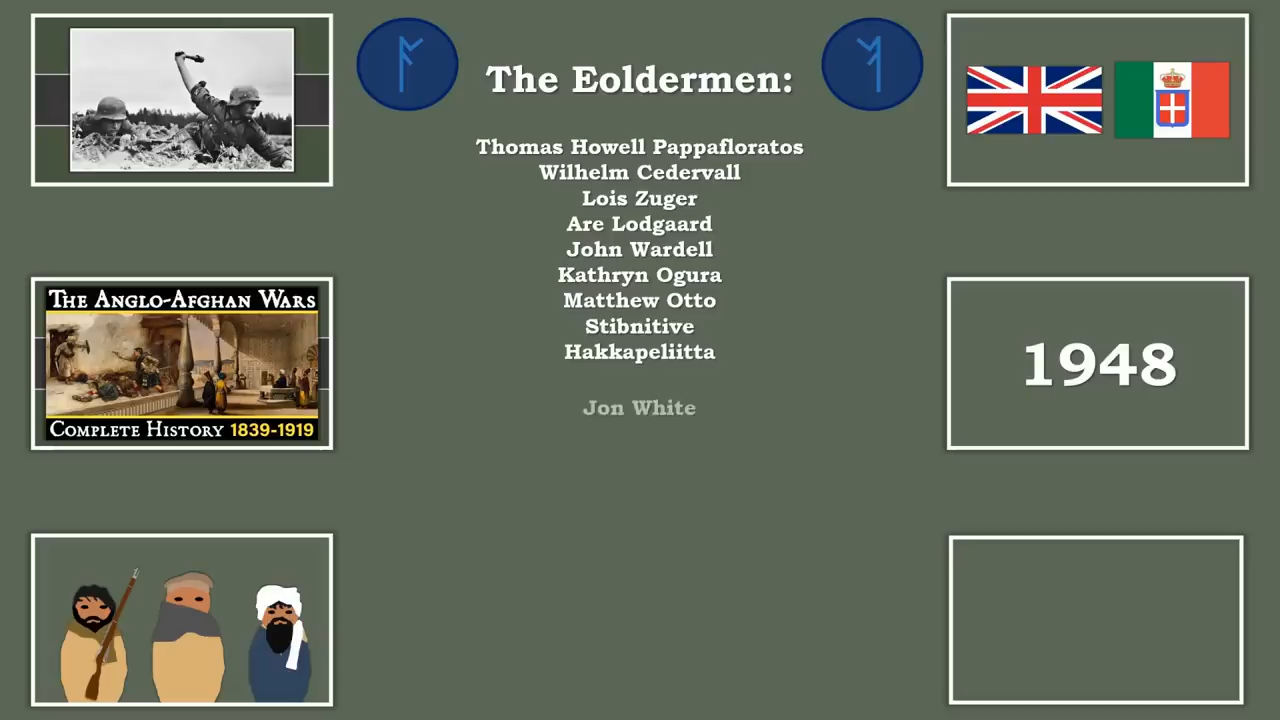 The Eoldermen:
Thomas Howell Pappafloratos
Wilhelm Cedervall
Lois Zuger
Are Lodgaard
John Wardell
Kathryn Ogura
Matthew Otto
Stibnitive
Hakkapeliitta
Jon White
The Anglo-Afghan Wars
Complete History 1839-1919
1948